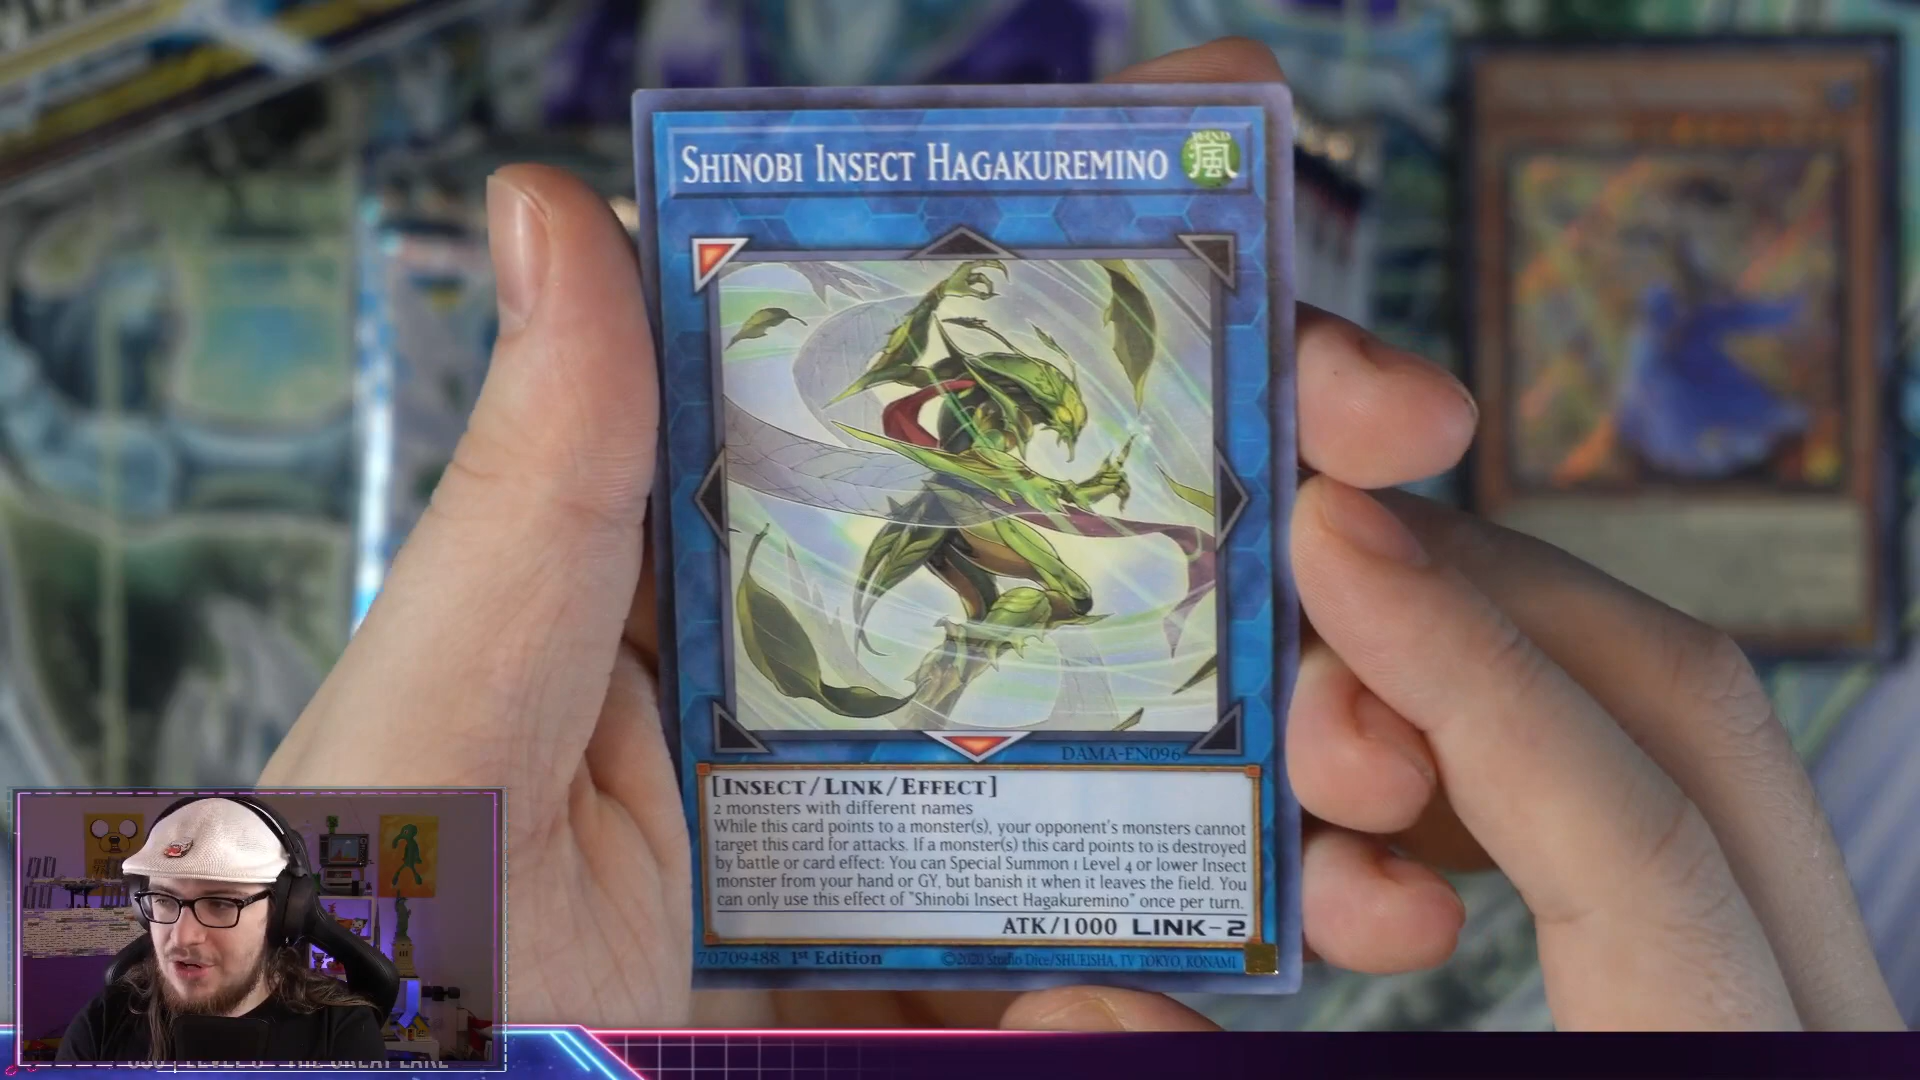 SHINOBI INSECT HAGAKUREMINO
WIND
風
DAMA-EN096
[INSECT/LINK/EFFECT]
2 monsters with different names
While this card points to a monster(s), your opponent's monsters cannot
target this card for attacks. If a monster(s) this card points to is destroyed
by battle or card effect: You can Special Summon 1 Level 4 or lower Insect
monster from your hand or GY, but banish it when it leaves the field. You
can only use this effect of "Shinobi Insect Hagakuremino" once per turn.
ATK/1000 LINK-2
70709488 1st Edition ©2020 Studio Dice/SHUEISHA, TV TOKYO, KONAMI